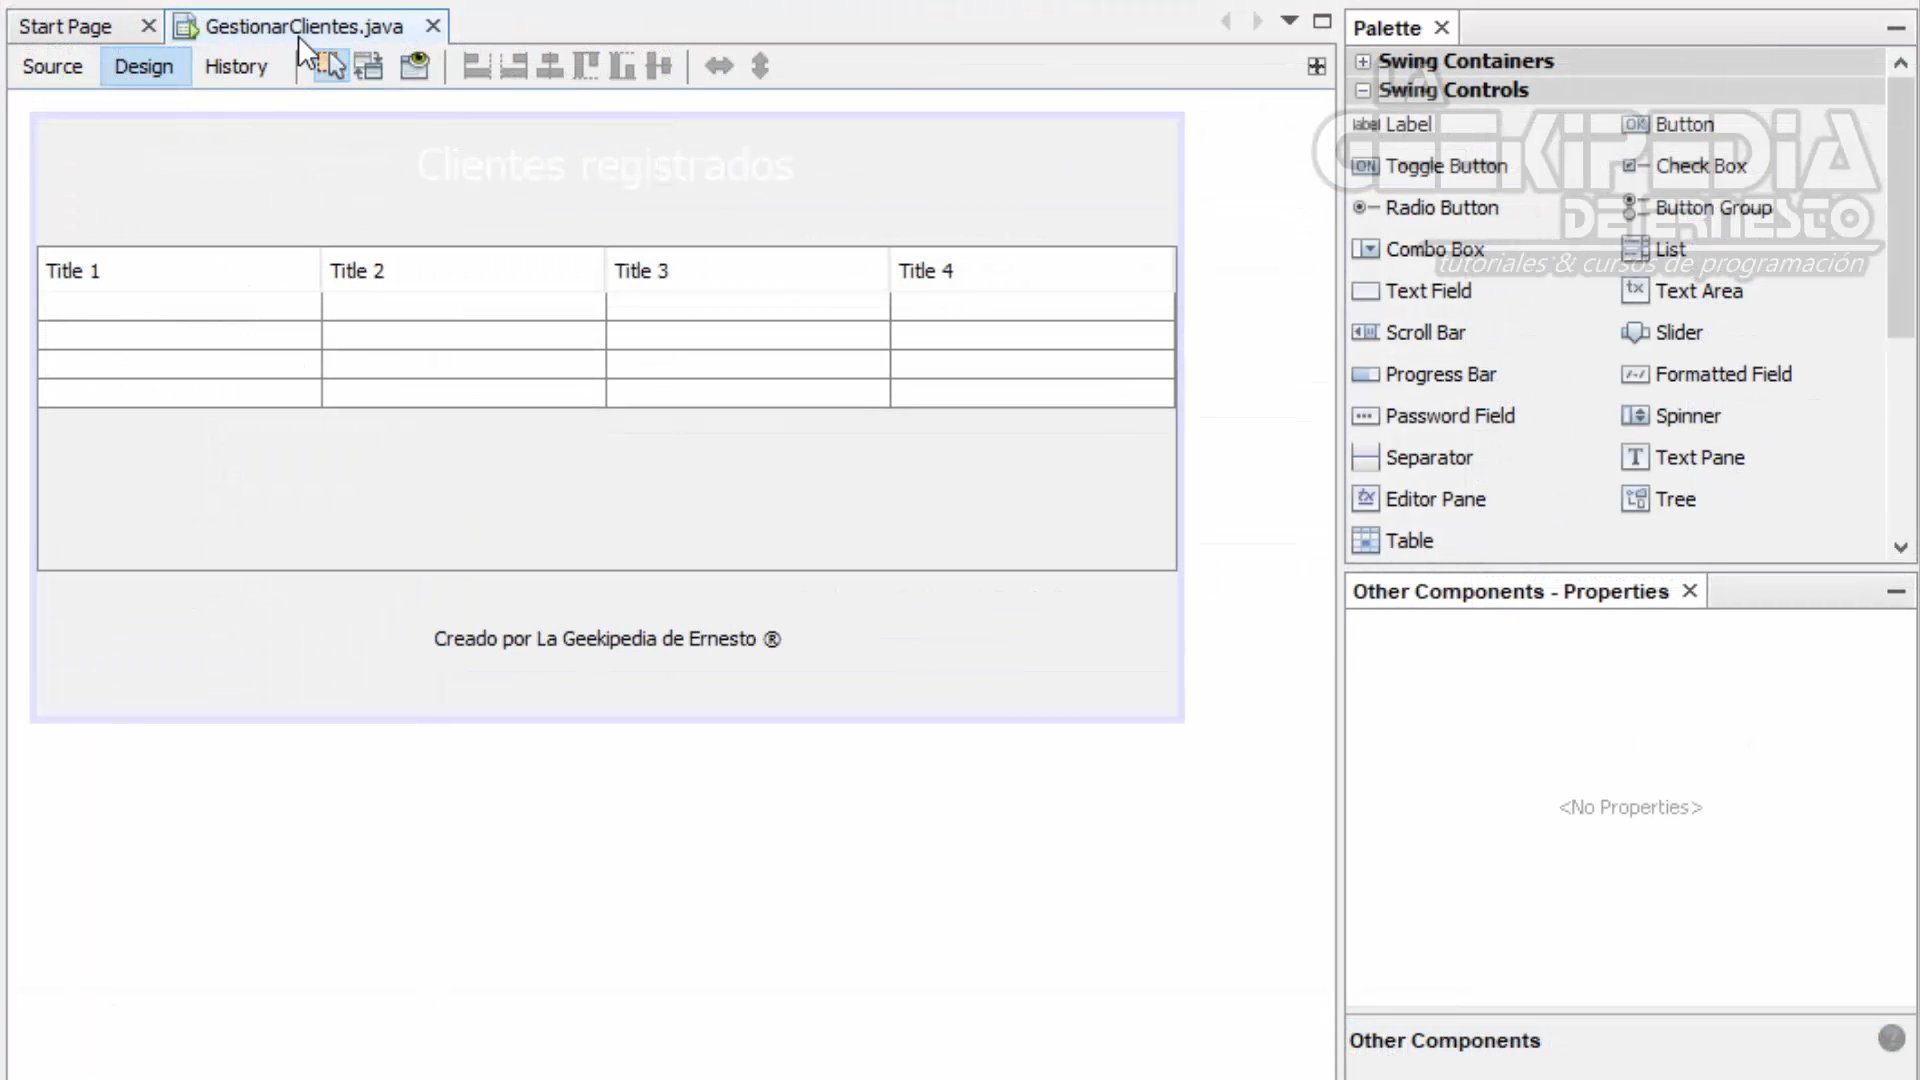 Start Page
GestionarClientes.java
Source Design History
Clientes registrados
Title 1 Title 2 Title 3 Title 4
Creado por La Geekipedia de Ernesto ®
Palette
Swing Containers
Swing Controls
Label Button
Toggle Button Check Box
Radio Button Button Group
Combo Box List
Text Field Text Area
Scroll Bar Slider
Progress Bar Formatted Field
Password Field Spinner
Separator Text Pane
Editor Pane Tree
Table
LA
GEEKIPEDIA
DE ERNESTO
tutoriales & cursos de programación
Other Components - Properties
<No Properties>
Other Components